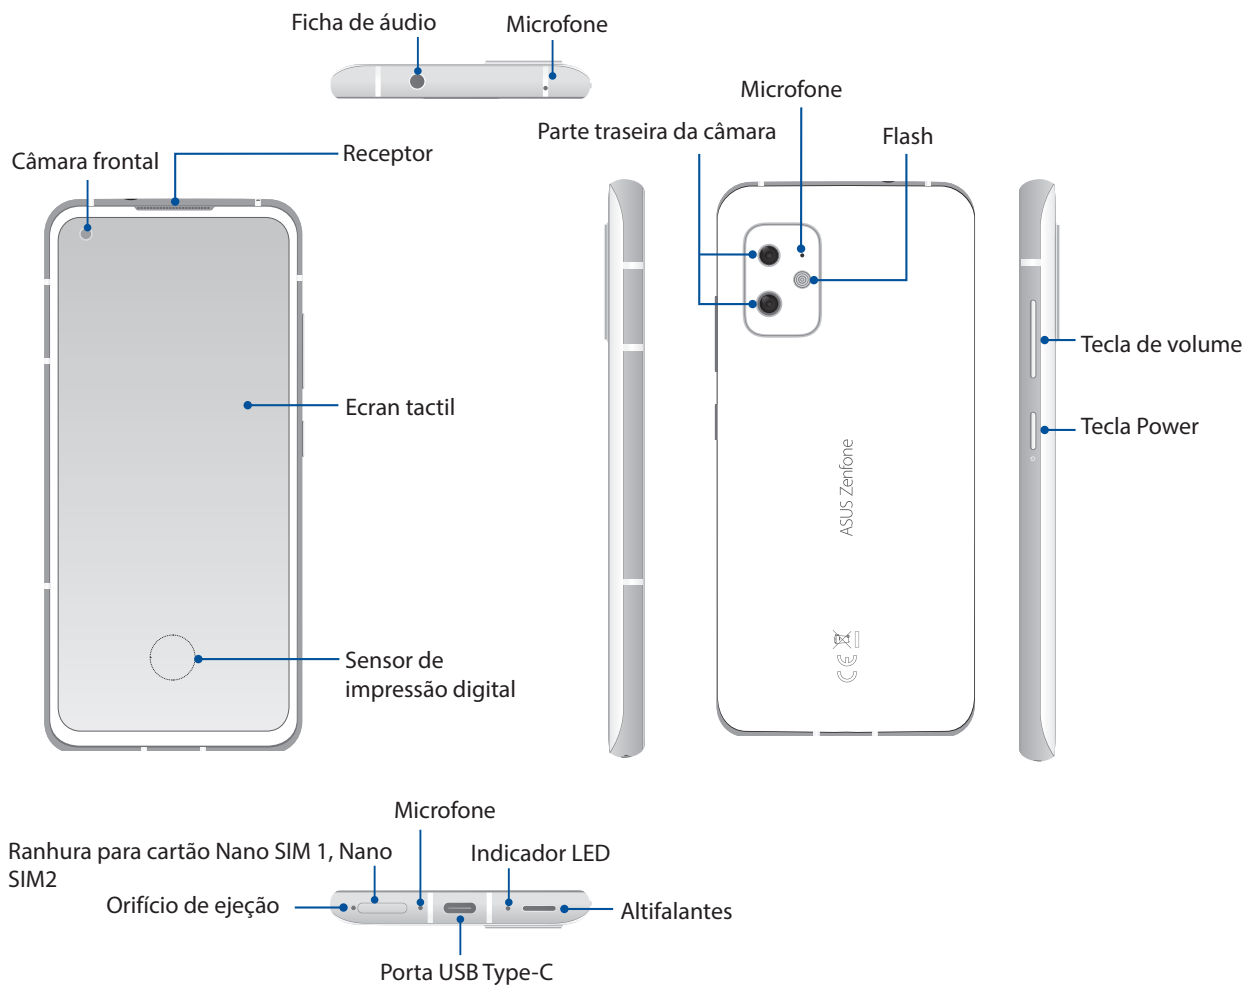 Ficha de áudio
Microfone
Microfone
Parte traseira da câmara
Flash
Câmara frontal
Receptor
Tecla de volume
Ecran tactil
Tecla Power
ASUS Zenfone
CE
Sensor de
impressão digital
Microfone
Ranhura para cartão Nano SIM 1, Nano
SIM2
Indicador LED
Orifício de ejeção
Altifalantes
Porta USB Type-C